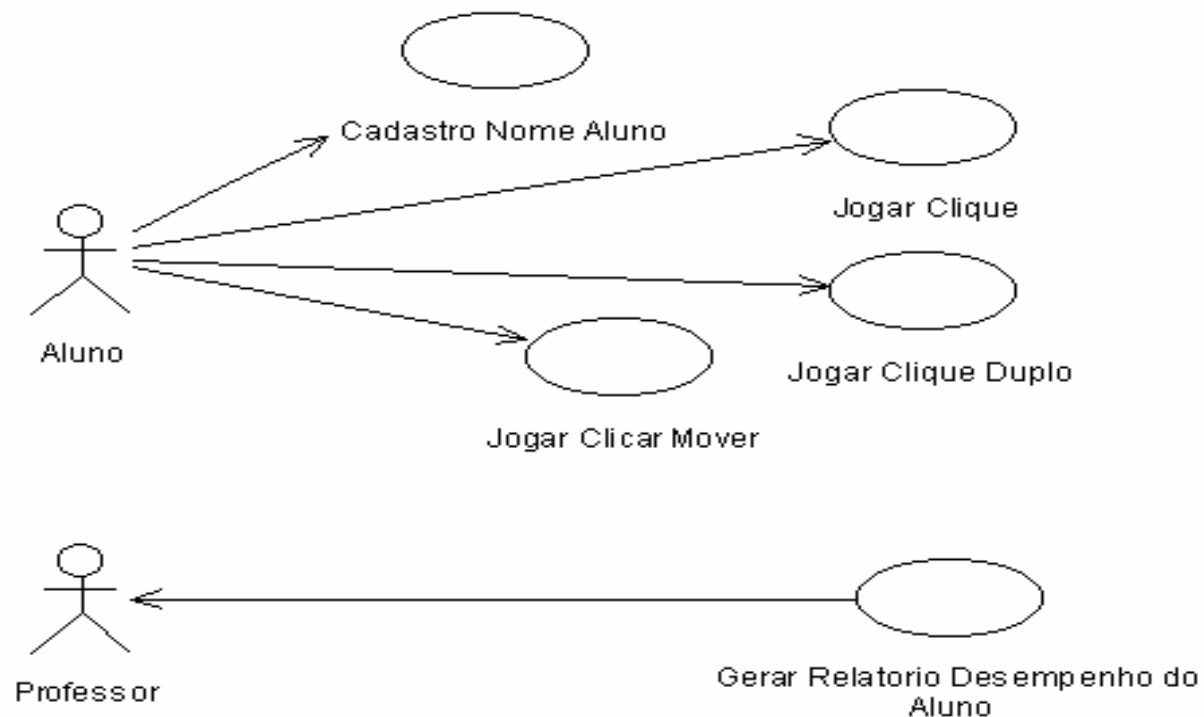 Cadastro Nome Aluno
Jogar Clique
Aluno
Jogar Clique Duplo
Jogar Clicar Mover
Professor
Gerar Relatorio Desempenho do
Aluno